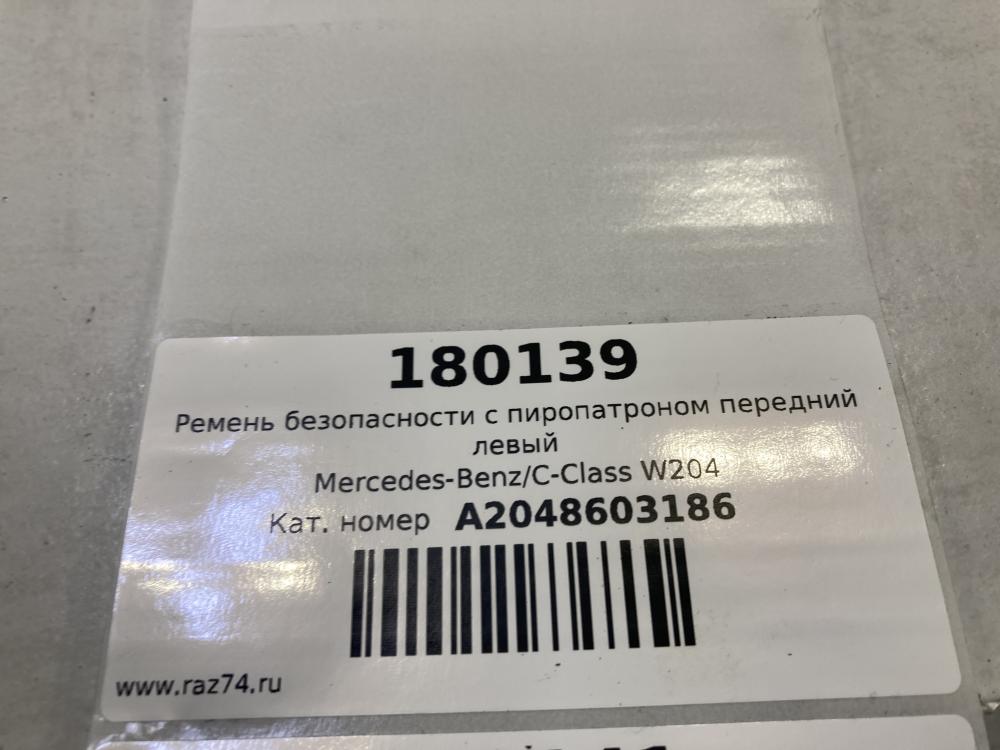 180139
Ремень безопасности с пиропатроном передний
левый
Mercedes-Benz/C-Class W204
Кат. номер A2048603186
www.raz74.ru